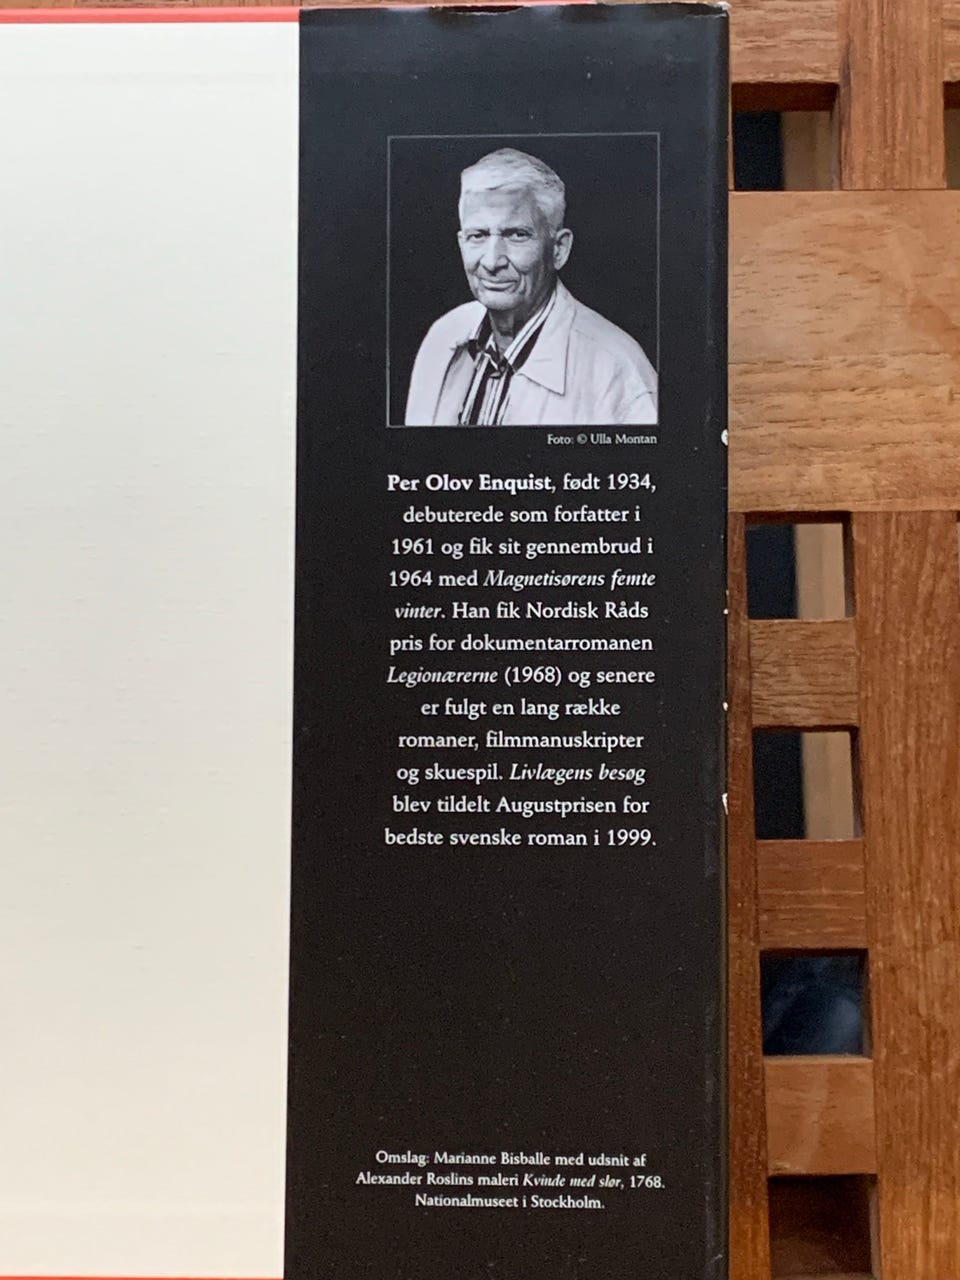 Foto: © Ulla Montan
Per Olov Enquist, født 1934,
debuterede som forfatter i
1961 og fik sit gennembrud i
1964 med Magnetisørens femte
vinter. Han fik Nordisk Råds
pris for dokumentarromanen
Legionærerne (1968) og senere
er fulgt en lang række
romaner, filmmanuskripter
og skuespil. Livlægens besøg
blev tildelt Augustprisen for
bedste svenske roman i 1999.
Omslag: Marianne Bisballe med udsnit af
Alexander Roslins maleri Kvinde med slør, 1768.
Nationalmuseet i Stockholm.